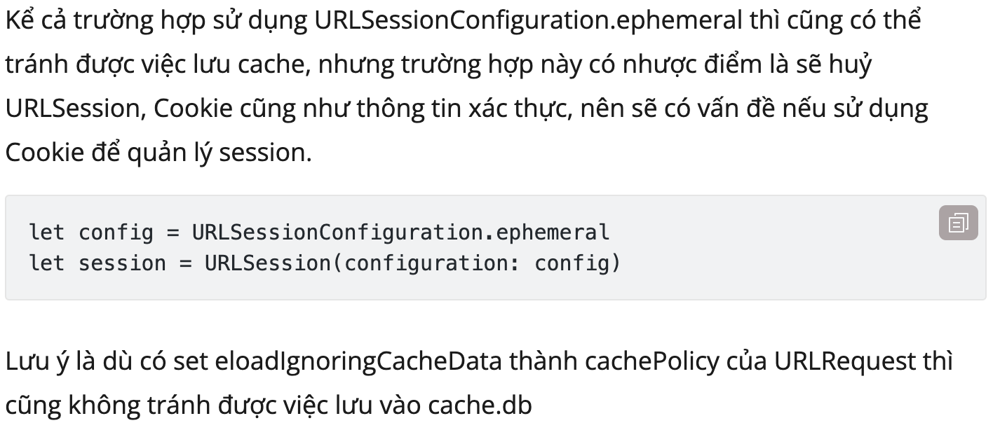 Kể cả trường hợp sử dụng URLSessionConfiguration.ephemeral thì cũng có thể
tránh được việc lưu cache, nhưng trường hợp này có nhược điểm là sẽ huỷ
URLSession, Cookie cũng như thông tin xác thực, nên sẽ có vấn đề nếu sử dụng
Cookie để quản lý session.
let config = URLSessionConfiguration.ephemeral
let session = URLSession(configuration: config)
Lưu ý là dù có set eloadIgnoringCacheData thành cachePolicy của URLRequest thì
cũng không tránh được việc lưu vào cache.db